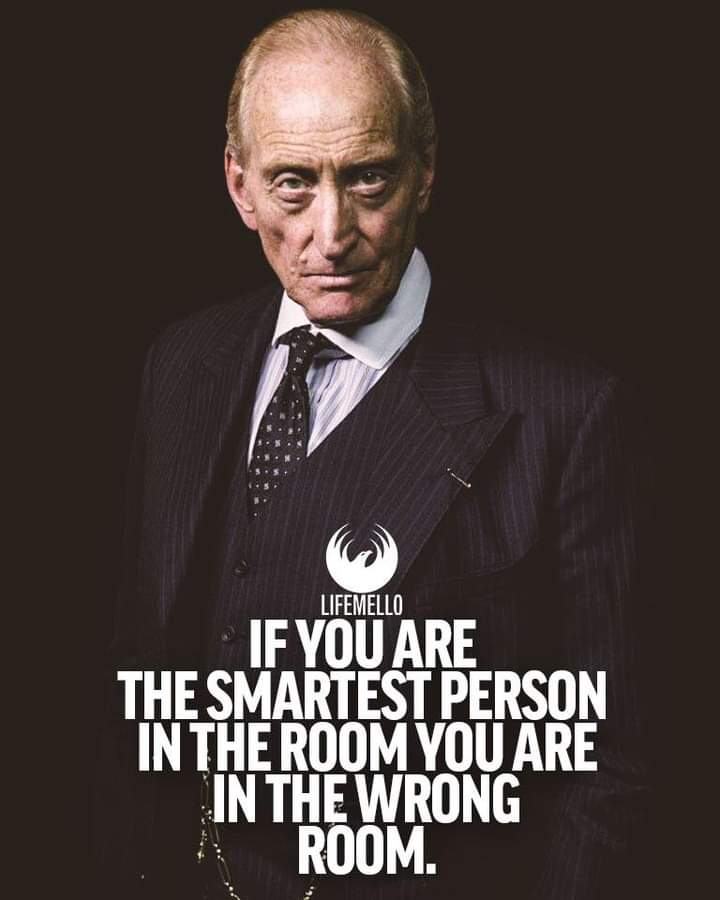 LIFEMELLO
IF YOU ARE
THE SMARTEST PERSON
IN THE ROOM YOU ARE
IN THE WRONG
ROOM.